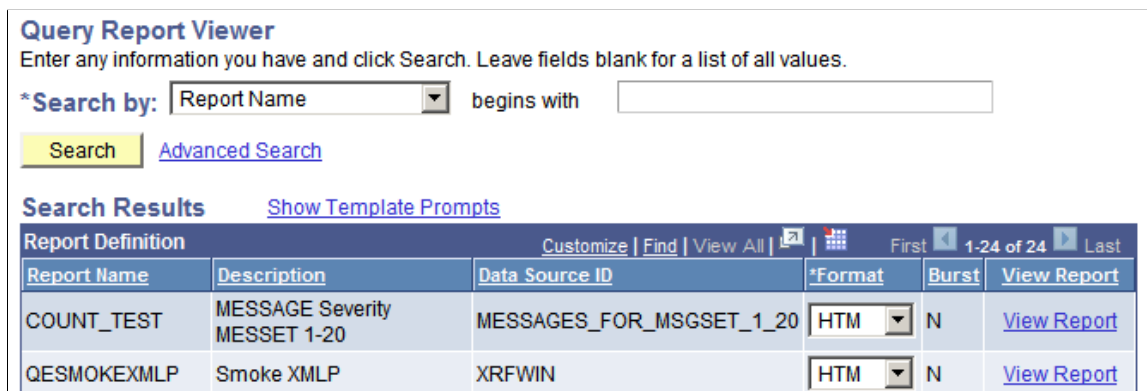 Query Report Viewer
Enter any information you have and click Search. Leave fields blank for a list of all values.
*Search by: Report Name begins with
Search Advanced Search
Search Results Show Template Prompts
Report Definition Customize | Find | View All | | First 1-24 of 24 Last
Report Name Description Data Source ID *Format Burst View Report
COUNT_TEST MESSAGE Severity MESSAGES_FOR_MSGSET_1_20 HTM N View Report
MESSET 1-20
QESMOKEXMLP Smoke XMLP XRFWIN HTM N View Report